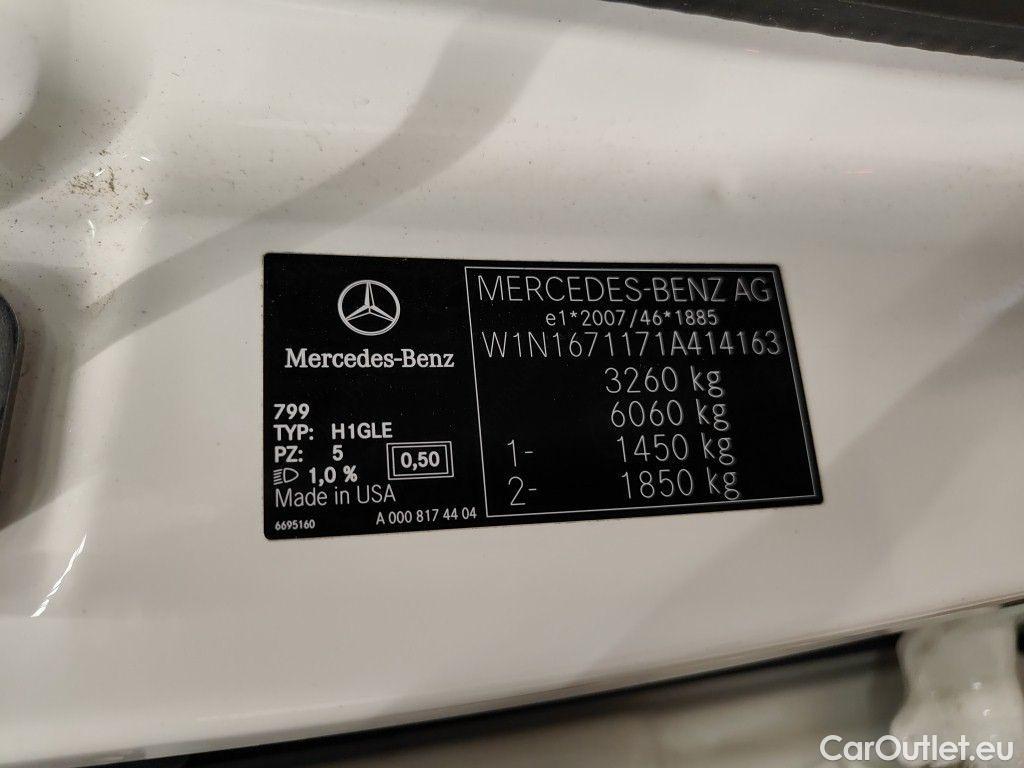 Mercedes-Benz
799
TYP: H1GLE
PZ: 5
1,0 %
0,50
Made in USA
6695160
A 000 817 44 04
MERCEDES-BENZ AG
e1*2007/46*1885
W1N1671171A414163
3260 kg
6060 kg
1- 1450 kg
2- 1850 kg
CarOutlet.eu